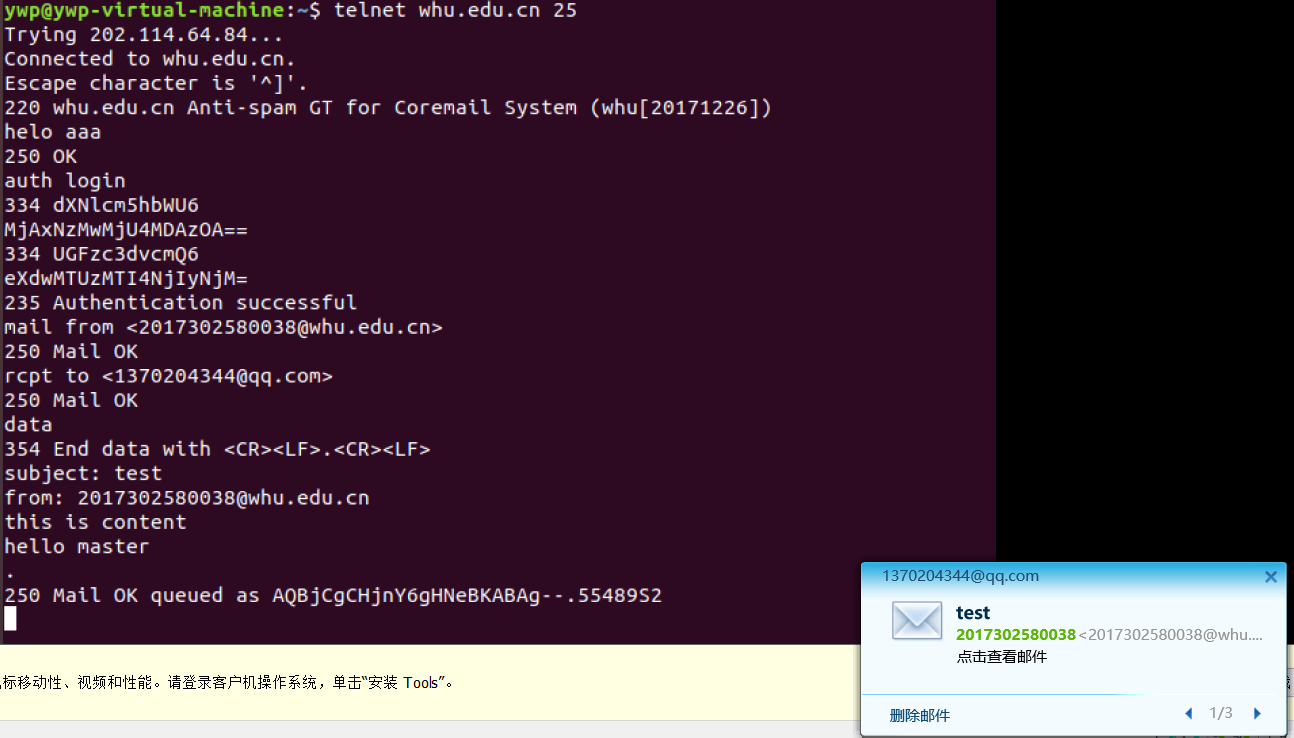 ywp@ywp-virtual-machine:~$ telnet whu.edu.cn 25
Trying 202.114.64.84...
Connected to whu.edu.cn.
Escape character is '^]'.
220 whu.edu.cn Anti-spam GT for Coremail System (whu[20171226])
helo aaa
250 OK
auth login
334 dXNlcm5hbWU6
MjAxNzMwMjU4MDAzOA==
334 UGFzc3dvcmQ6
eXdwMTUzMTI4NjIyNjM=
235 Authentication successful
mail from <2017302580038@whu.edu.cn>
250 Mail OK
rcpt to <1370204344@qq.com>
250 Mail OK
data
354 End data with <CR><LF>.<CR><LF>
subject: test
from: 2017302580038@whu.edu.cn
this is content
hello master
.
250 Mail OK queued as AQBjCgCHjnY6gHNeBKABAg--.55489S2
标移动性、视频和性能。请登录客户机操作系统，单击“安装 Tools”。
1370204344@qq.com
test
2017302580038<2017302580038@whu....
点击查看邮件
删除邮件
1/3